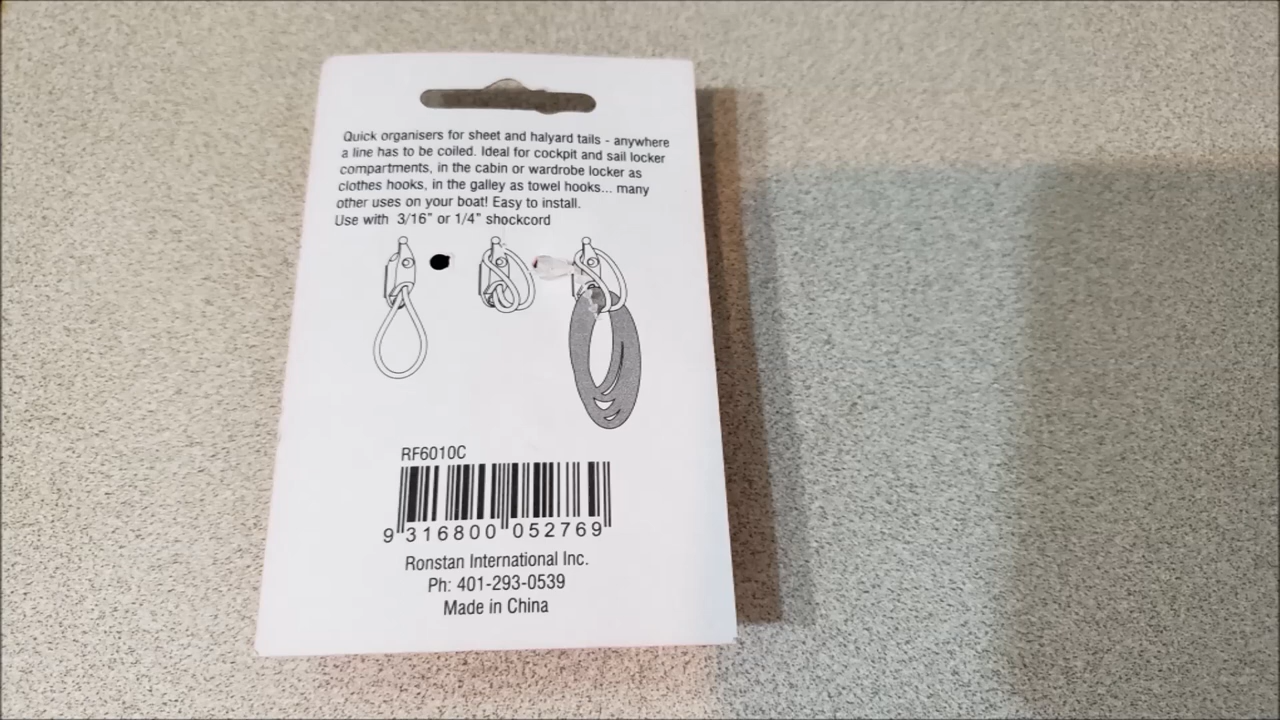 Quick organisers for sheet and halyard tails - anywhere
a line has to be coiled. Ideal for cockpit and sail locker
compartments, in the cabin or wardrobe locker as
clothes hooks, in the galley as towel hooks... many
other uses on your boat! Easy to install.
Use with 3/16" or 1/4" shockcord
RF6010C
9 316800 052769
Ronstan International Inc.
Ph: 401-293-0539
Made in China